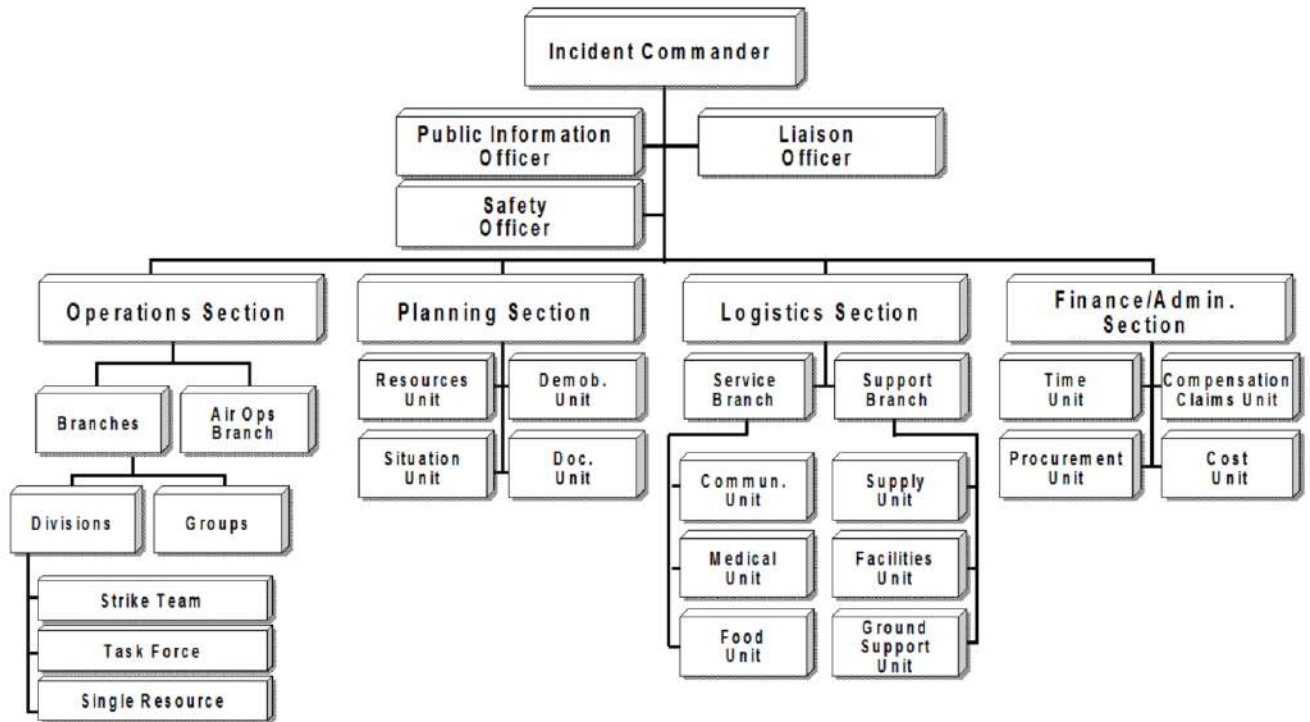 Incident Commander
Public Information
Officer
Liaison
Officer
Safety
Officer
Operations Section
Planning Section
Logistics Section
Finance/Admin.
Section
Branches
Air Ops
Branch
Divisions
Groups
Strike Team
Task Force
Single Resource
Resources
Unit
Demob.
Unit
Situation
Unit
Doc.
Unit
Service
Branch
Support
Branch
Commun.
Unit
Supply
Unit
Medical
Unit
Facilities
Unit
Food
Unit
Ground
Support
Unit
Time
Unit
Compensation
Claims Unit
Procurement
Unit
Cost
Unit